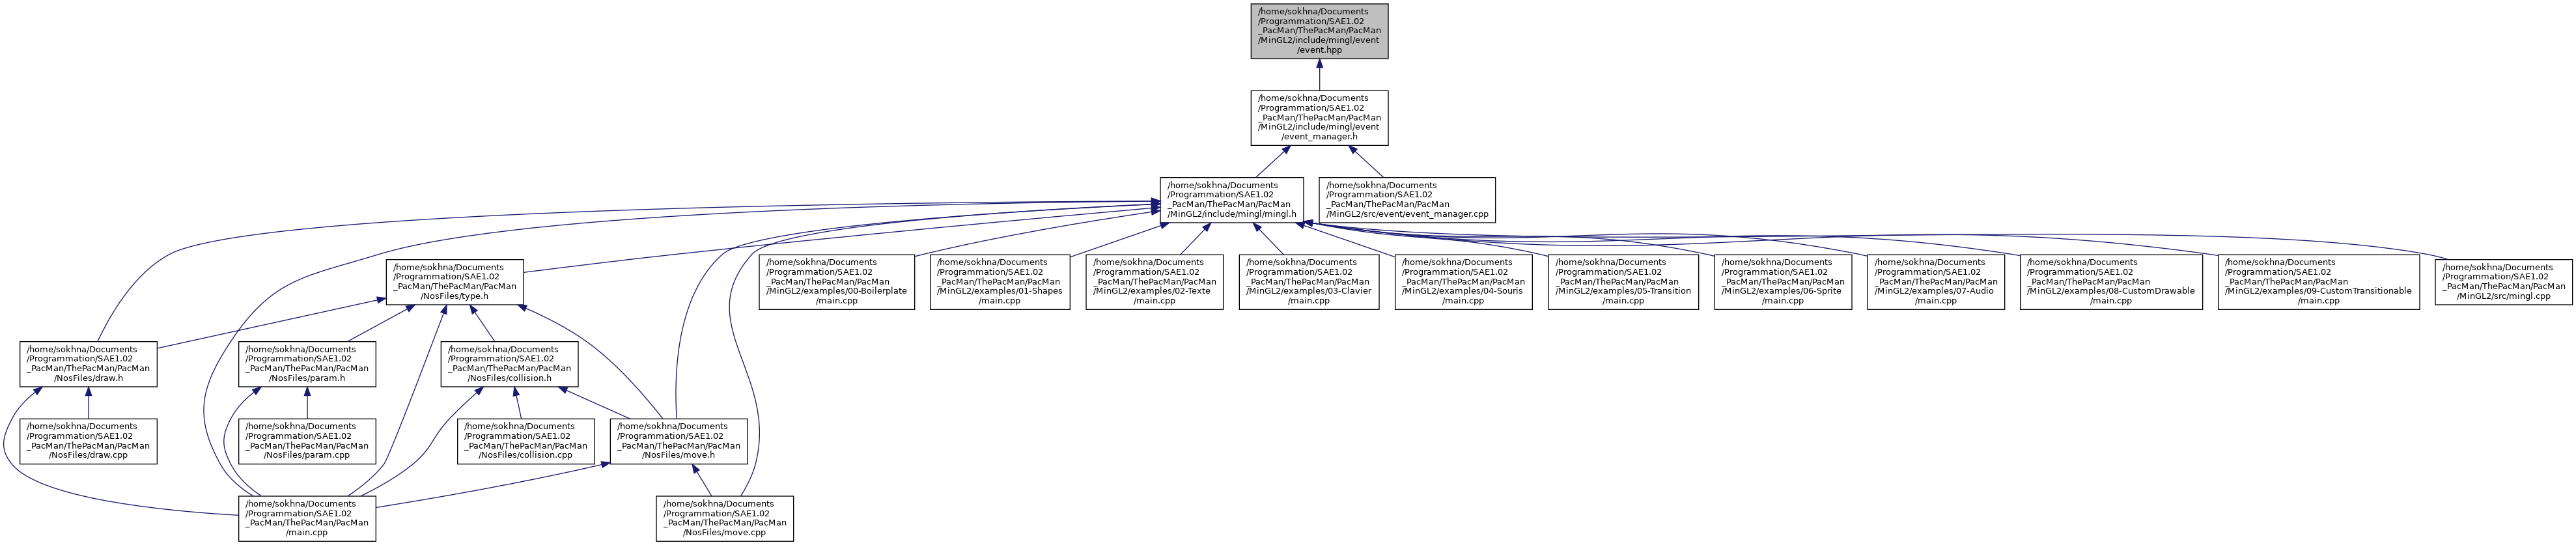 /home/sokhna/Documents
/Programmation/SAE1.02
_PacMan/ThePacMan/PacMan
/MinGL2/include/mingl/event
/event.hpp
/home/sokhna/Documents
/Programmation/SAE1.02
_PacMan/ThePacMan/PacMan
/MinGL2/include/mingl/event
/event_manager.h
/home/sokhna/Documents
/Programmation/SAE1.02
_PacMan/ThePacMan/PacMan
/MinGL2/include/mingl/mingl.h
/home/sokhna/Documents
/Programmation/SAE1.02
_PacMan/ThePacMan/PacMan
/MinGL2/src/event/event_manager.cpp
/home/sokhna/Documents
/Programmation/SAE1.02
_PacMan/ThePacMan/PacMan
/NosFiles/type.h
/home/sokhna/Documents
/Programmation/SAE1.02
_PacMan/ThePacMan/PacMan
/MinGL2/examples/00-Boilerplate
/main.cpp
/home/sokhna/Documents
/Programmation/SAE1.02
_PacMan/ThePacMan/PacMan
/MinGL2/examples/01-Shapes
/main.cpp
/home/sokhna/Documents
/Programmation/SAE1.02
_PacMan/ThePacMan/PacMan
/MinGL2/examples/02-Texte
/main.cpp
/home/sokhna/Documents
/Programmation/SAE1.02
_PacMan/ThePacMan/PacMan
/MinGL2/examples/03-Clavier
/main.cpp
/home/sokhna/Documents
/Programmation/SAE1.02
_PacMan/ThePacMan/PacMan
/MinGL2/examples/04-Souris
/main.cpp
/home/sokhna/Documents
/Programmation/SAE1.02
_PacMan/ThePacMan/PacMan
/MinGL2/examples/05-Transition
/main.cpp
/home/sokhna/Documents
/Programmation/SAE1.02
_PacMan/ThePacMan/PacMan
/MinGL2/examples/06-Sprite
/main.cpp
/home/sokhna/Documents
/Programmation/SAE1.02
_PacMan/ThePacMan/PacMan
/MinGL2/examples/07-Audio
/main.cpp
/home/sokhna/Documents
/Programmation/SAE1.02
_PacMan/ThePacMan/PacMan
/MinGL2/examples/08-CustomDrawable
/main.cpp
/home/sokhna/Documents
/Programmation/SAE1.02
_PacMan/ThePacMan/PacMan
/MinGL2/examples/09-CustomTransitionable
/main.cpp
/home/sokhna/Documents
/Programmation/SAE1.02
_PacMan/ThePacMan/PacMan
/MinGL2/src/mingl.cpp
/home/sokhna/Documents
/Programmation/SAE1.02
_PacMan/ThePacMan/PacMan
/NosFiles/draw.h
/home/sokhna/Documents
/Programmation/SAE1.02
_PacMan/ThePacMan/PacMan
/NosFiles/param.h
/home/sokhna/Documents
/Programmation/SAE1.02
_PacMan/ThePacMan/PacMan
/NosFiles/collision.h
/home/sokhna/Documents
/Programmation/SAE1.02
_PacMan/ThePacMan/PacMan
/NosFiles/draw.cpp
/home/sokhna/Documents
/Programmation/SAE1.02
_PacMan/ThePacMan/PacMan
/NosFiles/param.cpp
/home/sokhna/Documents
/Programmation/SAE1.02
_PacMan/ThePacMan/PacMan
/NosFiles/collision.cpp
/home/sokhna/Documents
/Programmation/SAE1.02
_PacMan/ThePacMan/PacMan
/NosFiles/move.h
/home/sokhna/Documents
/Programmation/SAE1.02
_PacMan/ThePacMan/PacMan
/main.cpp
/home/sokhna/Documents
/Programmation/SAE1.02
_PacMan/ThePacMan/PacMan
/NosFiles/move.cpp